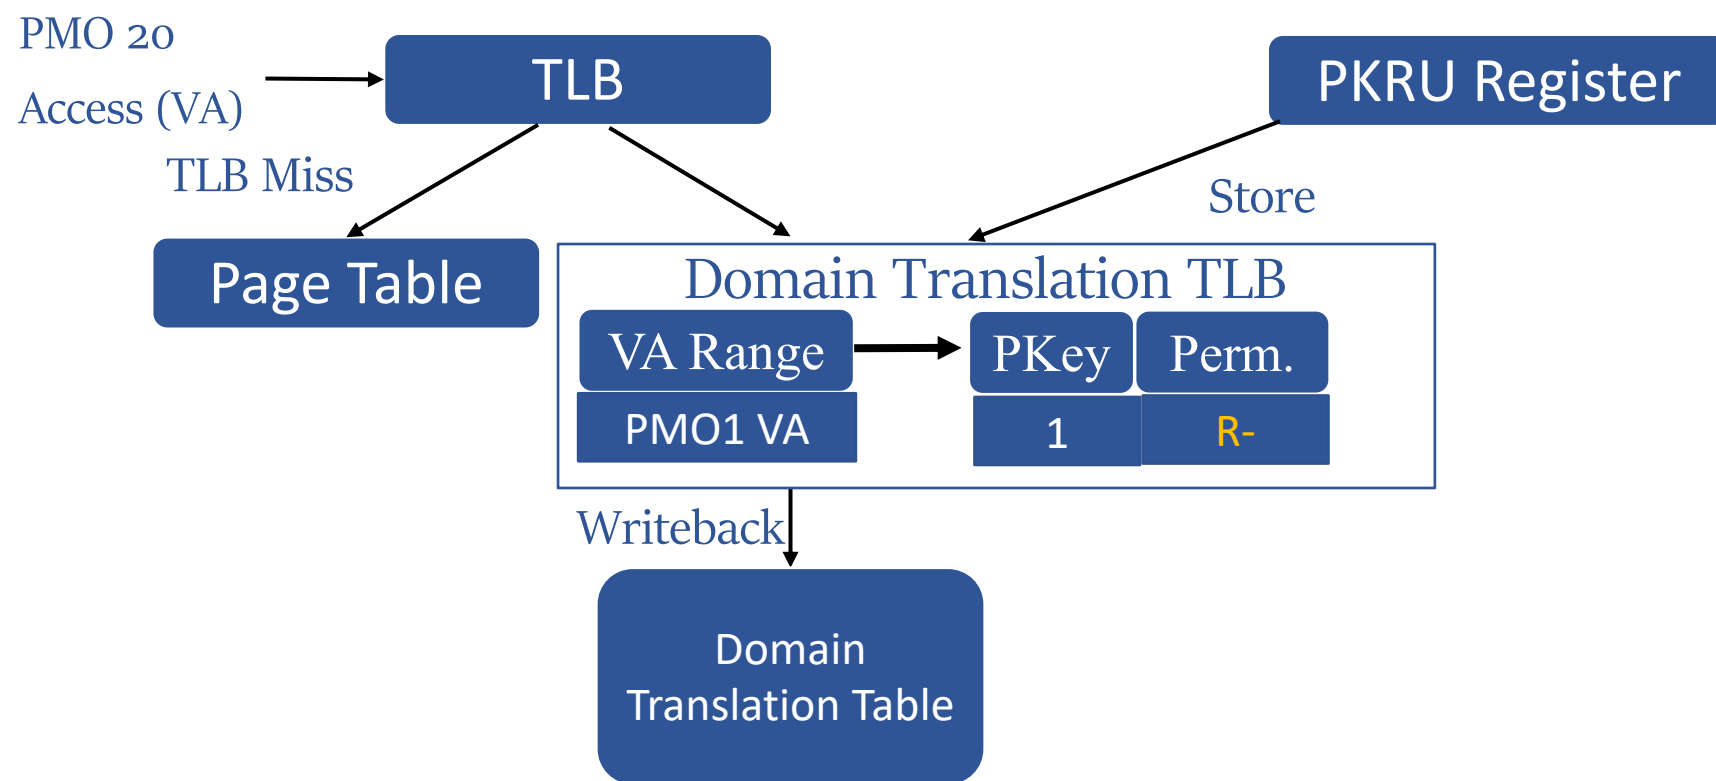 PMO 20
Access (VA)
TLB
PKRU Register
TLB Miss
Store
Page Table
Domain Translation TLB
VA Range
PKey
Perm.
PMO1 VA
1
R-
Writeback
Domain
Translation Table